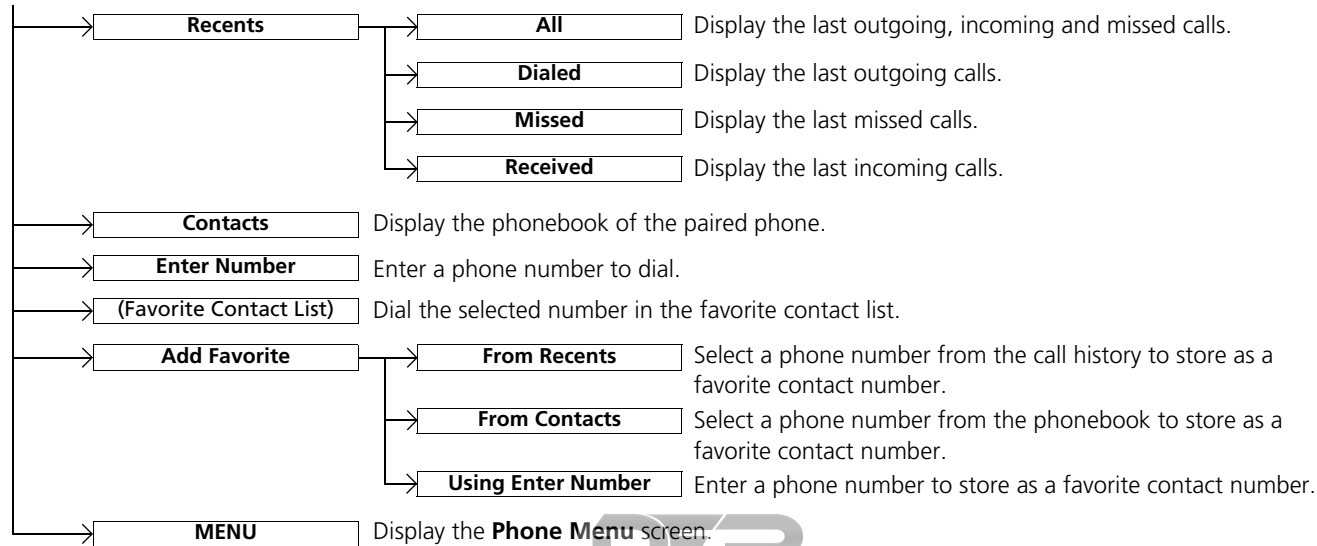 Recents
All
Display the last outgoing, incoming and missed calls.
Dialed
Display the last outgoing calls.
Missed
Display the last missed calls.
Received
Display the last incoming calls.
Contacts
Display the phonebook of the paired phone.
Enter Number
Enter a phone number to dial.
(Favorite Contact List)
Dial the selected number in the favorite contact list.
Add Favorite
From Recents
Select a phone number from the call history to store as a
favorite contact number.
From Contacts
Select a phone number from the phonebook to store as a
favorite contact number.
Using Enter Number
Enter a phone number to store as a favorite contact number.
MENU
Display the Phone Menu screen.